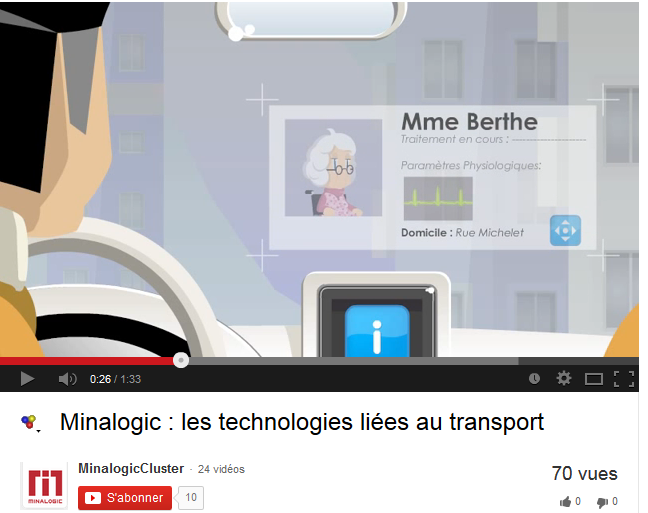 Mme Berthe
Traitement en cours : ----------------------
Paramètres Physiologiques:
Domicile : Rue Michelet
i
0:26 / 1:33
Minalogic : les technologies liées au transport
MINALOGIC
MinalogicCluster · 24 vidéos
S'abonner 10
70 vues
0 0